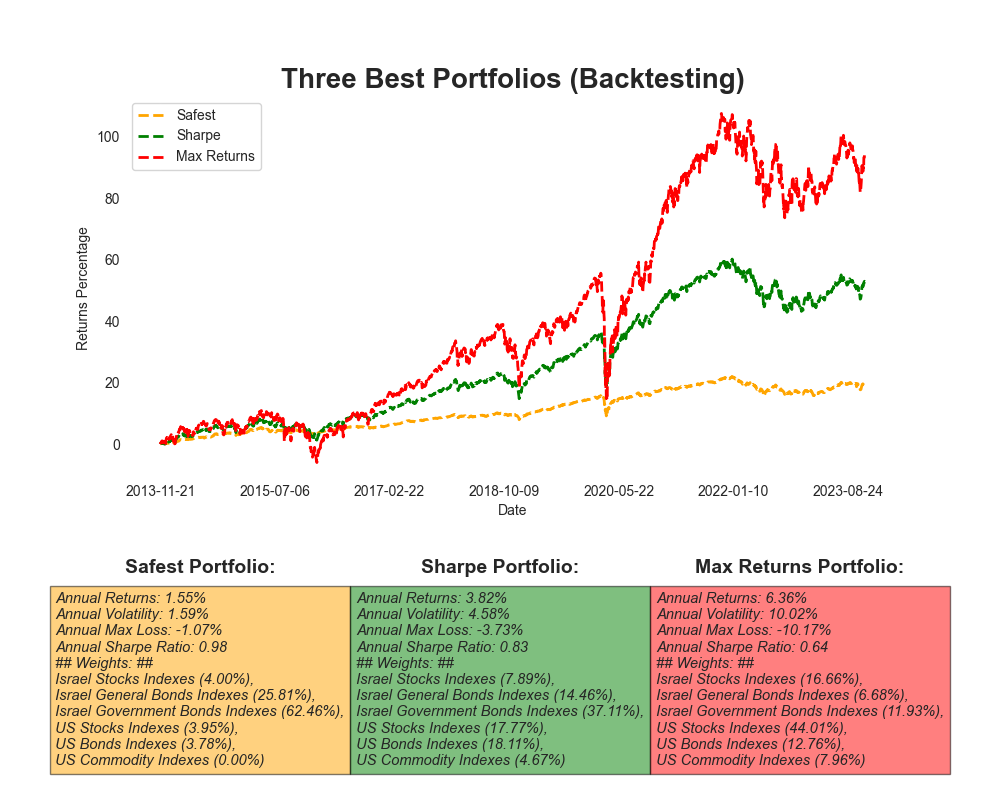 Three Best Portfolios (Backtesting)
Safest
Sharpe
Max Returns
Returns Percentage
100
80
60
40
20
0
2013-11-21
2015-07-06
2017-02-22
2018-10-09
2020-05-22
2022-01-10
2023-08-24
Date
Safest Portfolio:
Annual Returns: 1.55%
Annual Volatility: 1.59%
Annual Max Loss: -1.07%
Annual Sharpe Ratio: 0.98
## Weights: ##
Israel Stocks Indexes (4.00%),
Israel General Bonds Indexes (25.81%),
Israel Government Bonds Indexes (62.46%),
US Stocks Indexes (3.95%),
US Bonds Indexes (3.78%),
US Commodity Indexes (0.00%)
Sharpe Portfolio:
Annual Returns: 3.82%
Annual Volatility: 4.58%
Annual Max Loss: -3.73%
Annual Sharpe Ratio: 0.83
## Weights: ##
Israel Stocks Indexes (7.89%),
Israel General Bonds Indexes (14.46%),
Israel Government Bonds Indexes (37.11%),
US Stocks Indexes (17.77%),
US Bonds Indexes (18.11%),
US Commodity Indexes (4.67%)
Max Returns Portfolio:
Annual Returns: 6.36%
Annual Volatility: 10.02%
Annual Max Loss: -10.17%
Annual Sharpe Ratio: 0.64
## Weights: ##
Israel Stocks Indexes (16.66%),
Israel General Bonds Indexes (6.68%),
Israel Government Bonds Indexes (11.93%),
US Stocks Indexes (44.01%),
US Bonds Indexes (12.76%),
US Commodity Indexes (7.96%)